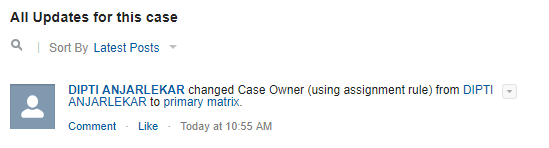 All Updates for this case
| Sort By Latest Posts
DIPTI ANJARLEKAR changed Case Owner (using assignment rule) from DIPTI
ANJARLEKAR to primary matrix.
Comment · Like · Today at 10:55 AM